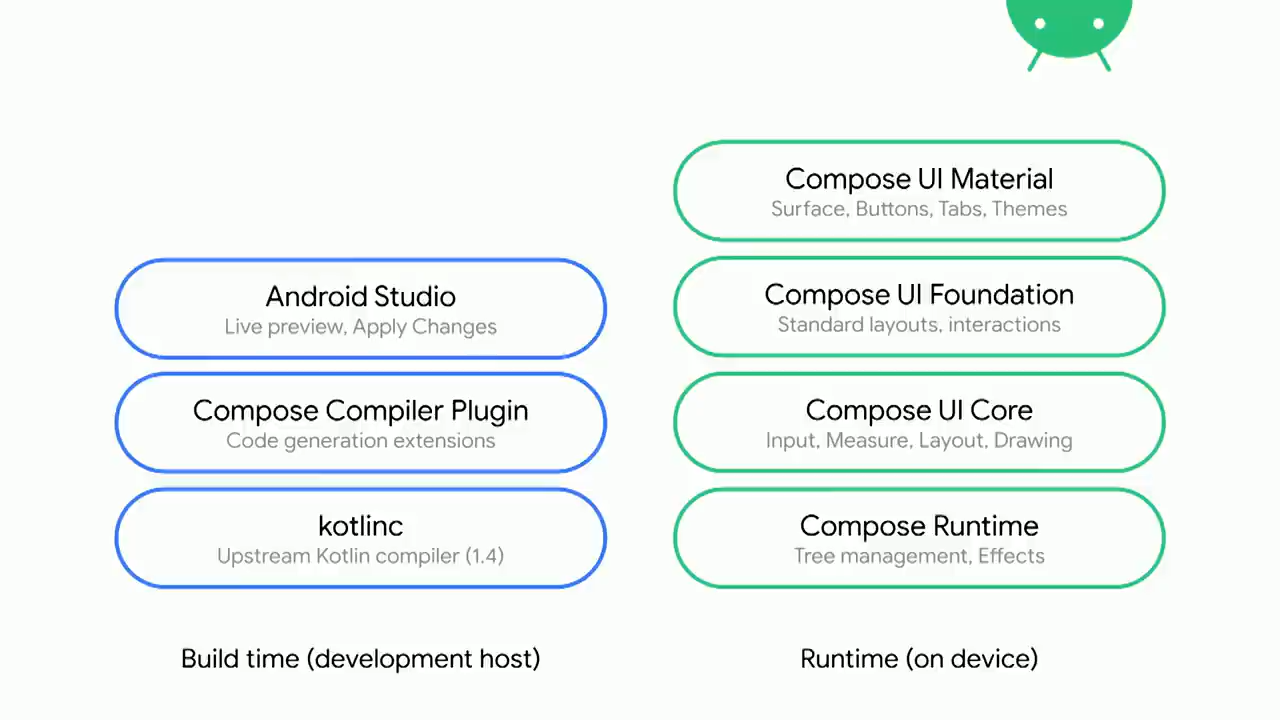 Android Studio
Live preview, Apply Changes
Compose Compiler Plugin
Code generation extensions
kotlinc
Upstream Kotlin compiler (1.4)
Build time (development host)
Compose UI Material
Surface, Buttons, Tabs, Themes
Compose UI Foundation
Standard layouts, interactions
Compose UI Core
Input, Measure, Layout, Drawing
Compose Runtime
Tree management, Effects
Runtime (on device)